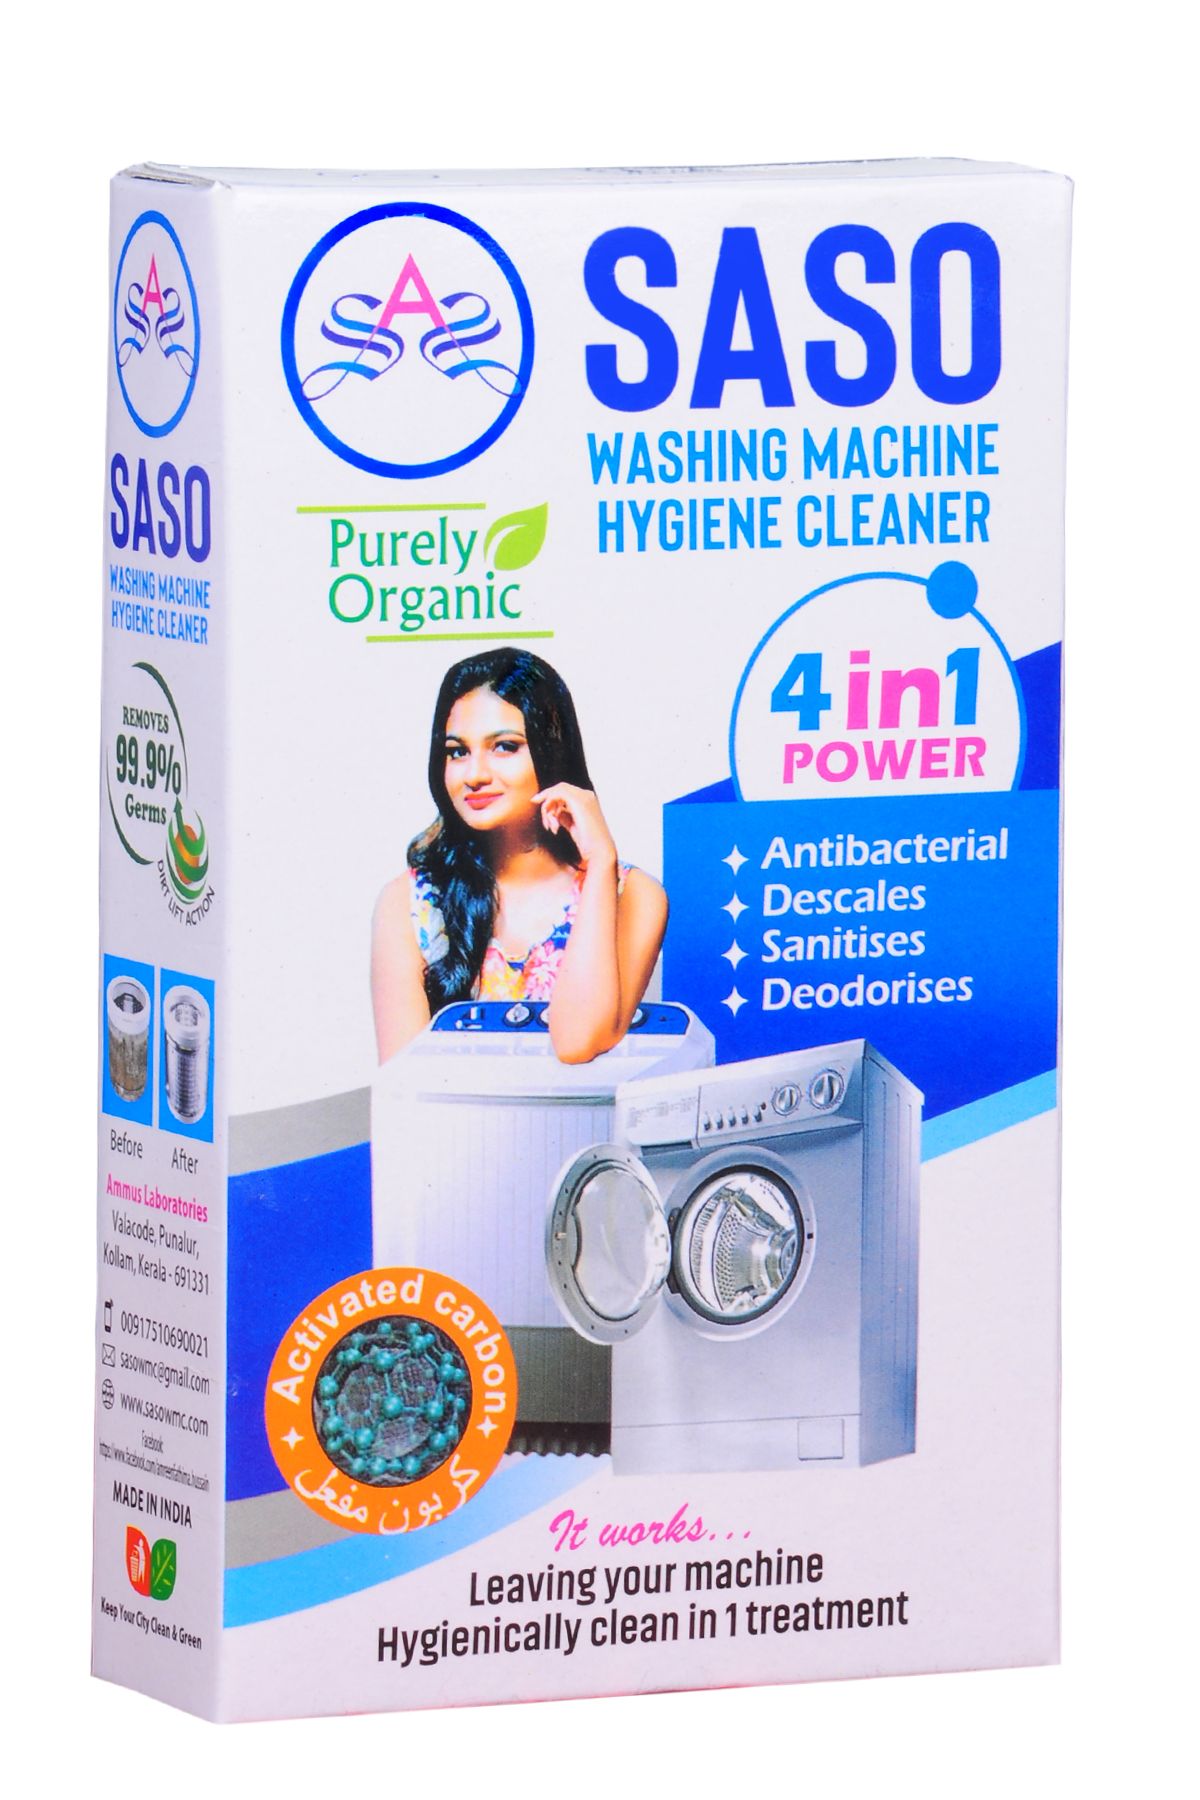 A
SASO
WASHING MACHINE
HYGIENE CLEANER
Purely
Organic
4 in 1
POWER
Antibacterial
Descales
Sanitises
Deodorises
Activated carbon
كربون مفعل
It works...
Leaving your machine
Hygienically clean in 1 treatment
A
SASO
WASHING MACHINE
HYGIENE CLEANER
REMOVES
99.9%
Germs
DIRT LIFT ACTION
Before
After
Ammus Laboratories
Valacode, Punalur,
Kollam, Kerala - 691331
00917510690021
sasowmc@gmail.com
www.sasowmc.com
Facebook
MADE IN INDIA
Keep Your City Clean & Green